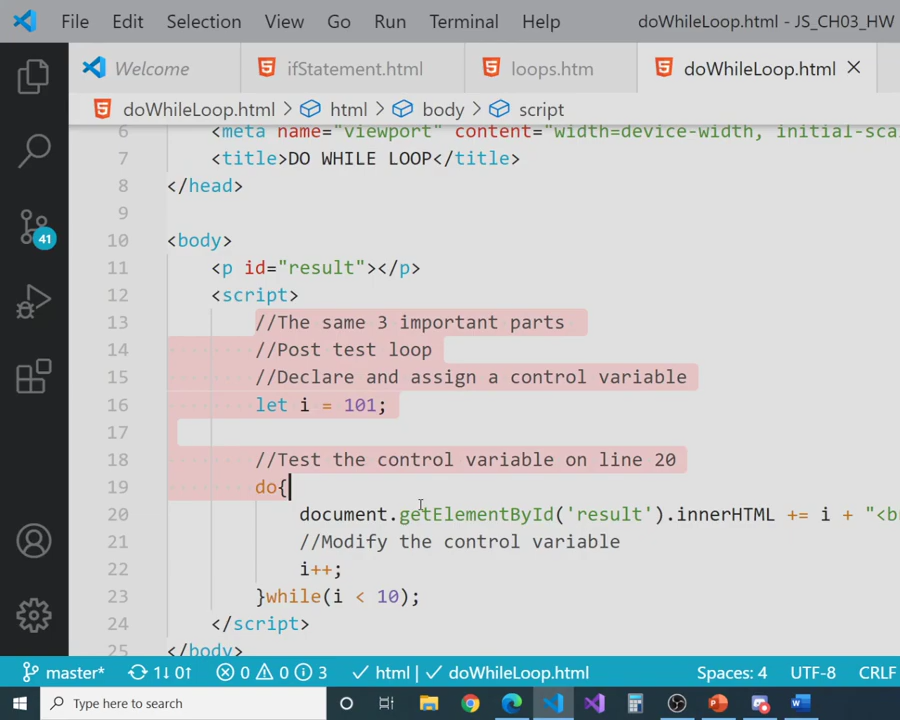 File Edit Selection View Go Run Terminal Help doWhileLoop.html - JS_CH03_HW
Welcome ifStatement.html loops.htm doWhileLoop.html
doWhileLoop.html > html > body > script
6 <meta name="viewport" content="width=device-width, initial-sca
7 <title>DO WHILE LOOP</title>
8 </head>
9
10 <body>
11 <p id="result"></p>
12 <script>
13 //The same 3 important parts
14 //Post test loop
15 //Declare and assign a control variable
16 let i = 101;
17
18 //Test the control variable on line 20
19 do{
20 document.getElementById('result').innerHTML += i + "<b
21 //Modify the control variable
22 i++;
23 }while(i < 10);
24 </script>
25 </body>
41
master* 1↓ 0↑ 0 0 3 html doWhileLoop.html Spaces: 4 UTF-8 CRLF
Type here to search